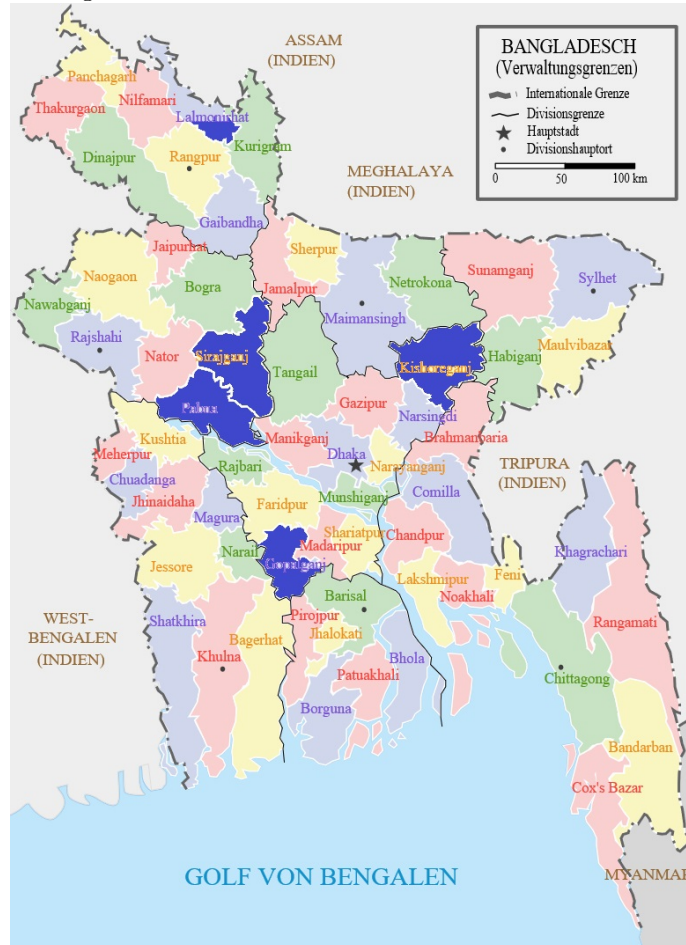 ASSAM
(INDIEN)
BANGLADESCH
(Verwaltungsgrenzen)
Internationale Grenze
Divisionsgrenze
Hauptstadt
Divisionshauptort
0 50 100 km
Panchagarh
Thakurgaon
Nilfamari
Lalmonirhat
Dinajpur
Rangpur
Kurigram
MEGHALAYA
(INDIEN)
Gaibandha
Jaipurhat
Sherpur
Naogaon
Bogra
Jamalpur
Netrokona
Sunamganj
Sylhet
Nawabganj
Maimansingh
Rajshahi
Nator
Sirajganj
Tangail
Kishoreganj
Habiganj
Maulvibazar
Pabna
Gazipur
Narsingdi
Kushtia
Manikganj
Dhaka
Brahmanbaria
Meherpur
Rajbari
Narayanganj
TRIPURA
(INDIEN)
Chuadanga
Jhinaidaha
Munshiganj
Comilla
Magura
Faridpur
Shariatpur
Chandpur
Madaripur
Khagrachari
Jessore
Narail
Gopalganj
Lakshmipur
Feni
Noakhali
Barisal
WEST-
BENGALEN
(INDIEN)
Shatkhira
Pirojpur
Rangamati
Bagerhat
Jhalokati
Khulna
Bhola
Patuakhali
Chittagong
Borguna
Bandarban
Cox's Bazar
GOLF VON BENGALEN
MYANMAR